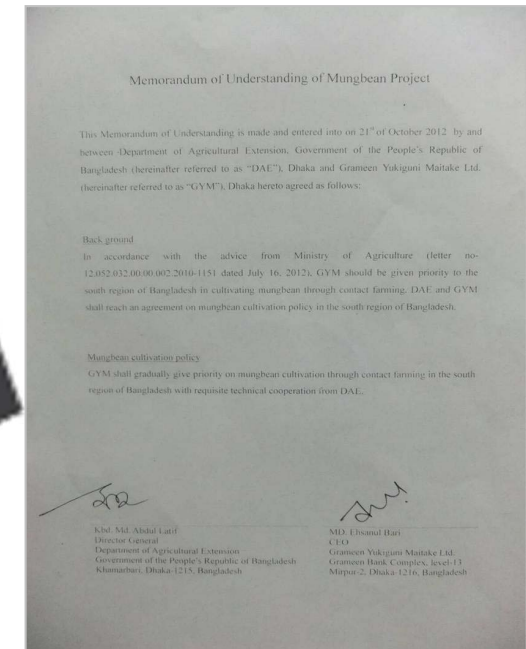 Memorandum of Understanding of Mungbean Project
This Memorandum of Understanding is made and entered into on 21st of October 2012 by and
between Department of Agricultural Extension, Government of the People's Republic of
Bangladesh (hereinafter referred to as "DAE"), Dhaka and Grameen Yukiguni Maitake Ltd.
(hereinafter referred to as "GYM"), Dhaka hereto agreed as follows:
Back ground
In accordance with the advice from Ministry of Agriculture (letter no-
12.052.032.00.00.002.2010-1151 dated July 16, 2012), GYM should be given priority to the
south region of Bangladesh in cultivating mungbean through contact farming. DAE and GYM
shall reach an agreement on mungbean cultivation policy in the south region of Bangladesh.
Mungbean cultivation policy
GYM shall gradually give priority on mungbean cultivation through contact farming in the south
region of Bangladesh with requisite technical cooperation from DAE.
Kbd. Md. Abdul Latif
Director General
Department of Agricultural Extension
Government of the People's Republic of Bangladesh
Khamarbari, Dhaka-1215, Bangladesh
MD. Ehsanul Bari
CEO
Grameen Yukiguni Maitake Ltd.
Grameen Bank Complex, level-13
Mirpur-2, Dhaka-1216, Bangladesh